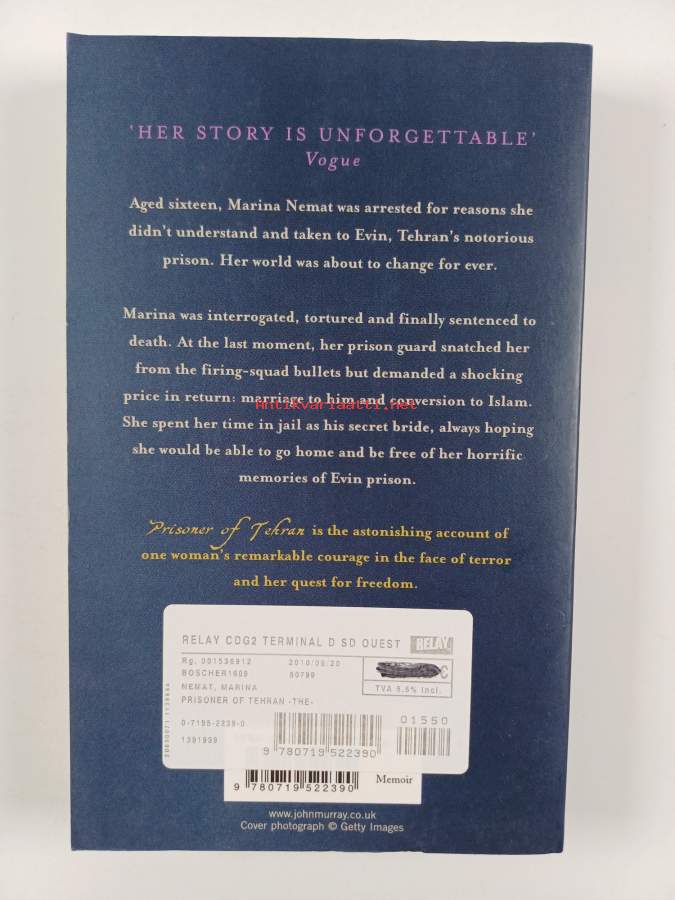 'HER STORY IS UNFORGETTABLE'
Vogue
Aged sixteen, Marina Nemat was arrested for reasons she
didn't understand and taken to Evin, Tehran's notorious
prison. Her world was about to change for ever.
Marina was interrogated, tortured and finally sentenced to
death. At the last moment, her prison guard snatched her
from the firing-squad bullets but demanded a shocking
price in return: marriage to him and conversion to Islam.
Antikvariaatti.net
She spent her time in jail as his secret bride, always hoping
she would be able to go home and be free of her horrific
memories of Evin prison.
Prisoner of Tehran is the astonishing account of
one woman's remarkable courage in the face of terror
and her quest for freedom.
RELAY CDG2 TERMINAL D SD OUEST RELAY
Rg. 001536912 2010/09/20
BOSCHER1609 50799 €
NEMAT, MARINA TVA 5.5% Incl.
PRISONER OF TEHRAN -THE-
0-7195-2239-0 01550
1391939
9 780719 522390
9 780719 522390
Memoir
www.johnmurray.co.uk
Cover photograph © Getty Images